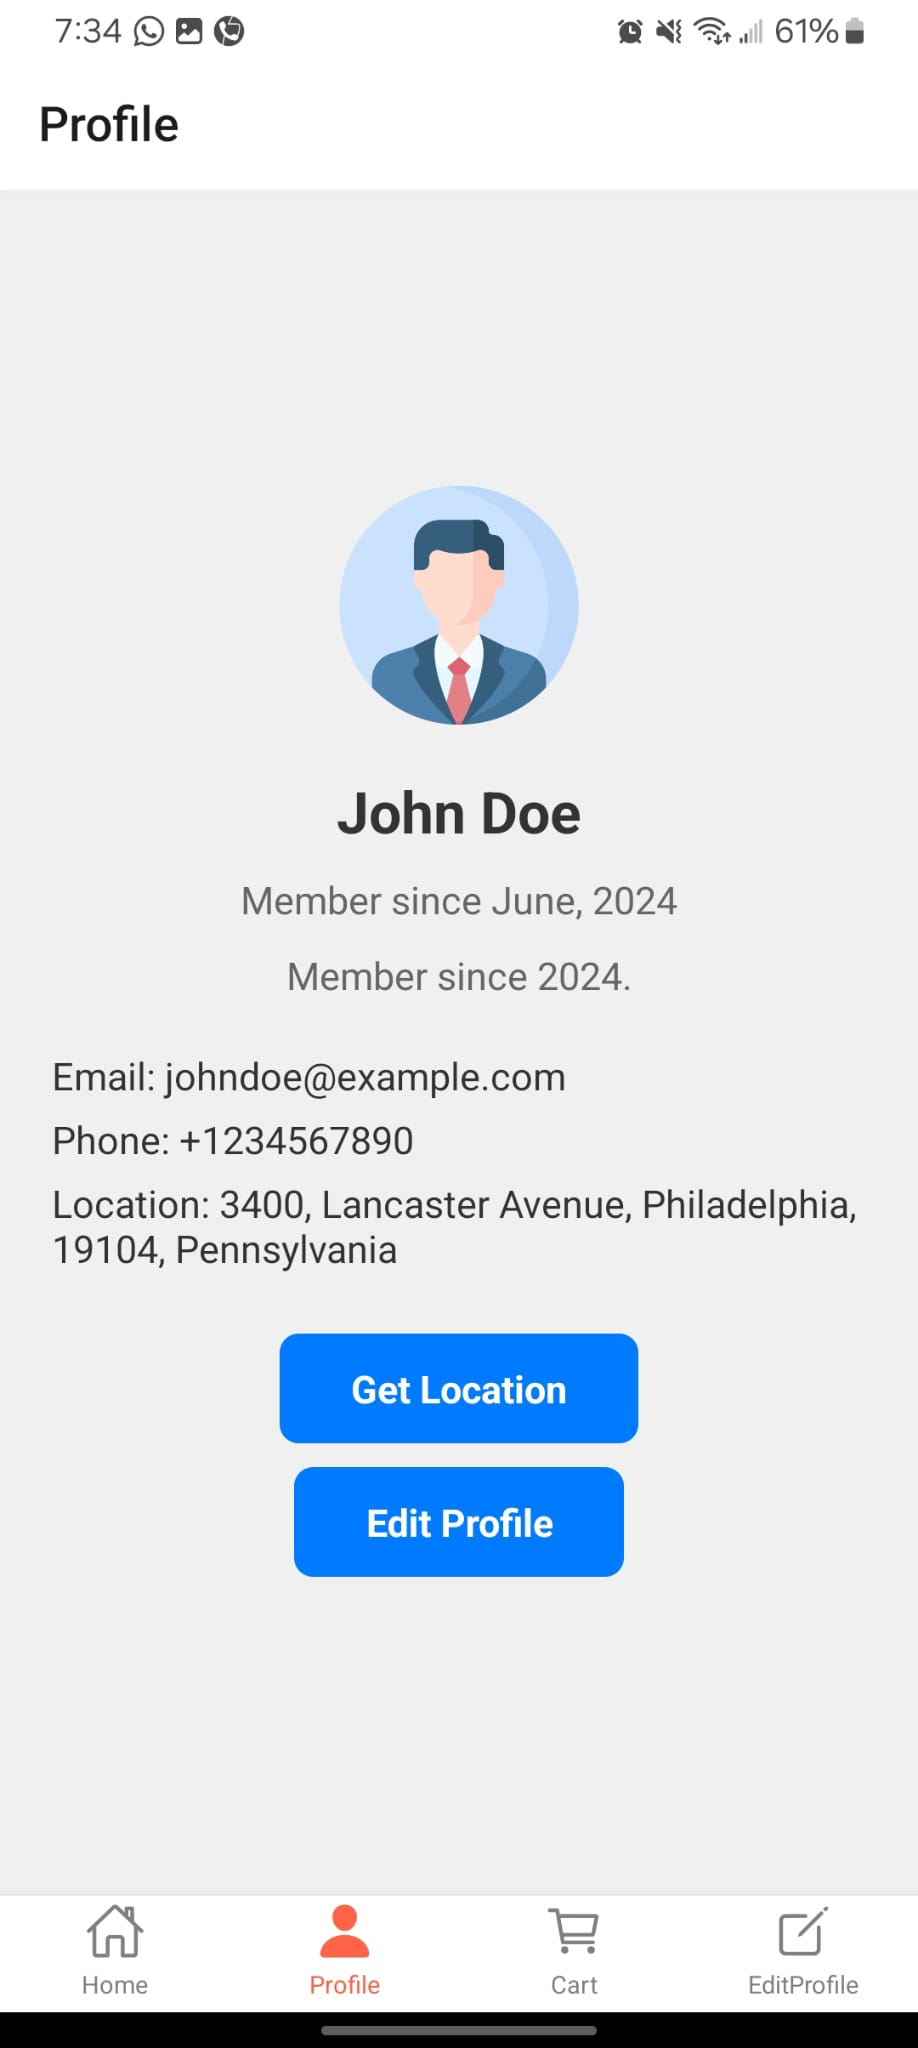 7:34 61%
Profile
John Doe
Member since June, 2024
Member since 2024.
Email: johndoe@example.com
Phone: +1234567890
Location: 3400, Lancaster Avenue, Philadelphia,
19104, Pennsylvania
Get Location
Edit Profile
Home Profile Cart EditProfile